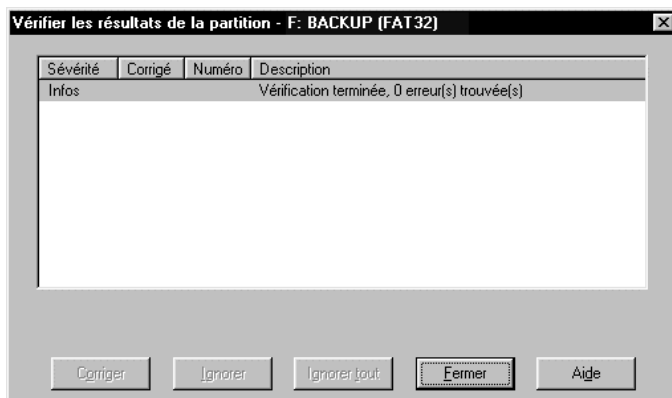 Vérifier les résultats de la partition - F: BACKUP (FAT32)
Sévérité Corrigé Numéro Description
Infos Vérification terminée, 0 erreur(s) trouvée(s)
Corriger Ignorer Ignorer tout Fermer Aide